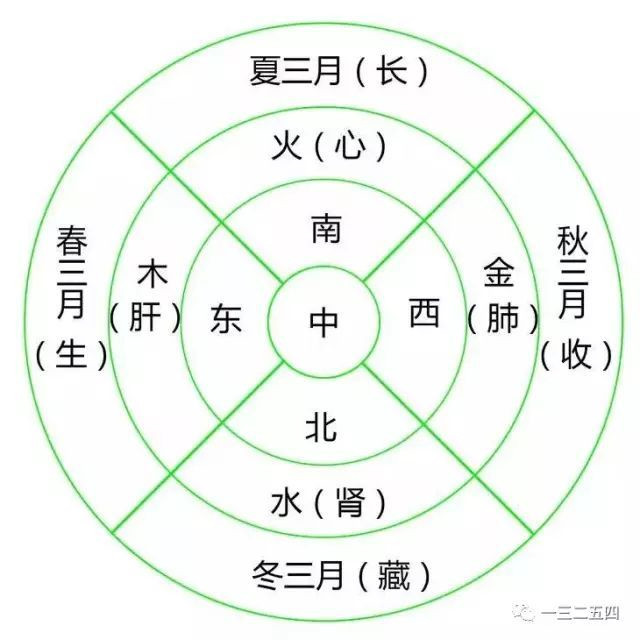 夏三月（长）
火（心）
南
春三月
（生）
木
（肝）
东
中
西
金
（肺）
秋三月
（收）
北
水（肾）
冬三月（藏）
一三二五四